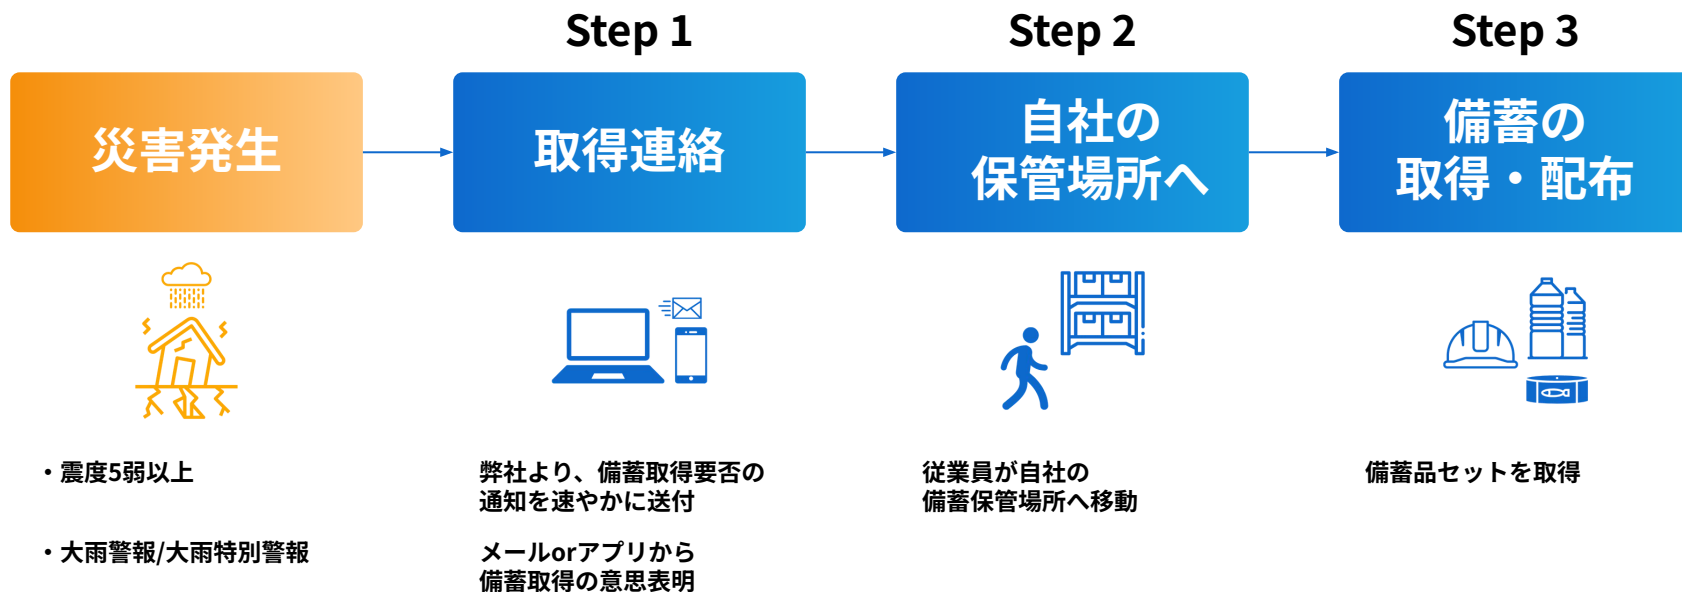 災害発生
・震度5弱以上
・大雨警報/大雨特別警報
Step 1
取得連絡
弊社より、備蓄取得要否の
通知を速やかに送付
メールorアプリから
備蓄取得の意思表明
Step 2
自社の
保管場所へ
従業員が自社の
備蓄保管場所へ移動
Step 3
備蓄の
取得・配布
備蓄品セットを取得